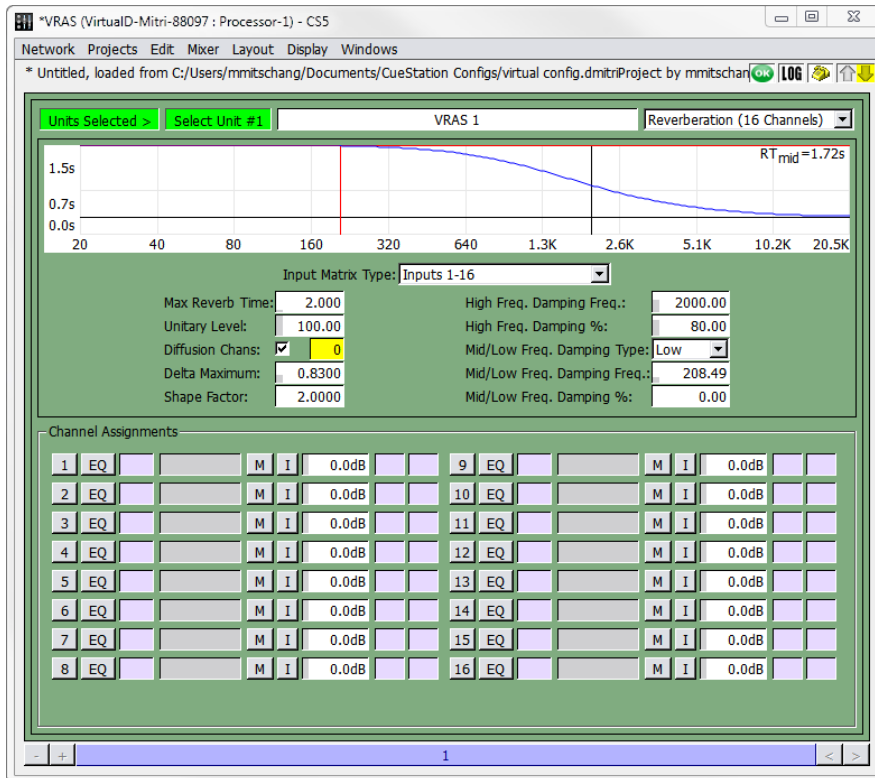 *VRAS (VirtualD-Mitri-88097 : Processor-1) - CS5
Network Projects Edit Mixer Layout Display Windows
* Untitled, loaded from C:/Users/mmitschang/Documents/CueStation Configs/virtual config.dmitriProject by mmitschan OK LOG
Units Selected > Select Unit #1 VRAS 1 Reverberation (16 Channels)
RTmid=1.72s
1.5s
0.7s
0.0s
20 40 80 160 320 640 1.3K 2.6K 5.1K 10.2K 20.5K
Input Matrix Type: Inputs 1-16
Max Reverb Time: 2.000 High Freq. Damping Freq.: 2000.00
Unitary Level: 100.00 High Freq. Damping %: 80.00
Diffusion Chans: 0 Mid/Low Freq. Damping Type: Low
Delta Maximum: 0.8300 Mid/Low Freq. Damping Freq.: 208.49
Shape Factor: 2.0000 Mid/Low Freq. Damping %: 0.00
Channel Assignments
1 EQ M I 0.0dB 9 EQ M I 0.0dB
2 EQ M I 0.0dB 10 EQ M I 0.0dB
3 EQ M I 0.0dB 11 EQ M I 0.0dB
4 EQ M I 0.0dB 12 EQ M I 0.0dB
5 EQ M I 0.0dB 13 EQ M I 0.0dB
6 EQ M I 0.0dB 14 EQ M I 0.0dB
7 EQ M I 0.0dB 15 EQ M I 0.0dB
8 EQ M I 0.0dB 16 EQ M I 0.0dB
- + 1 < >